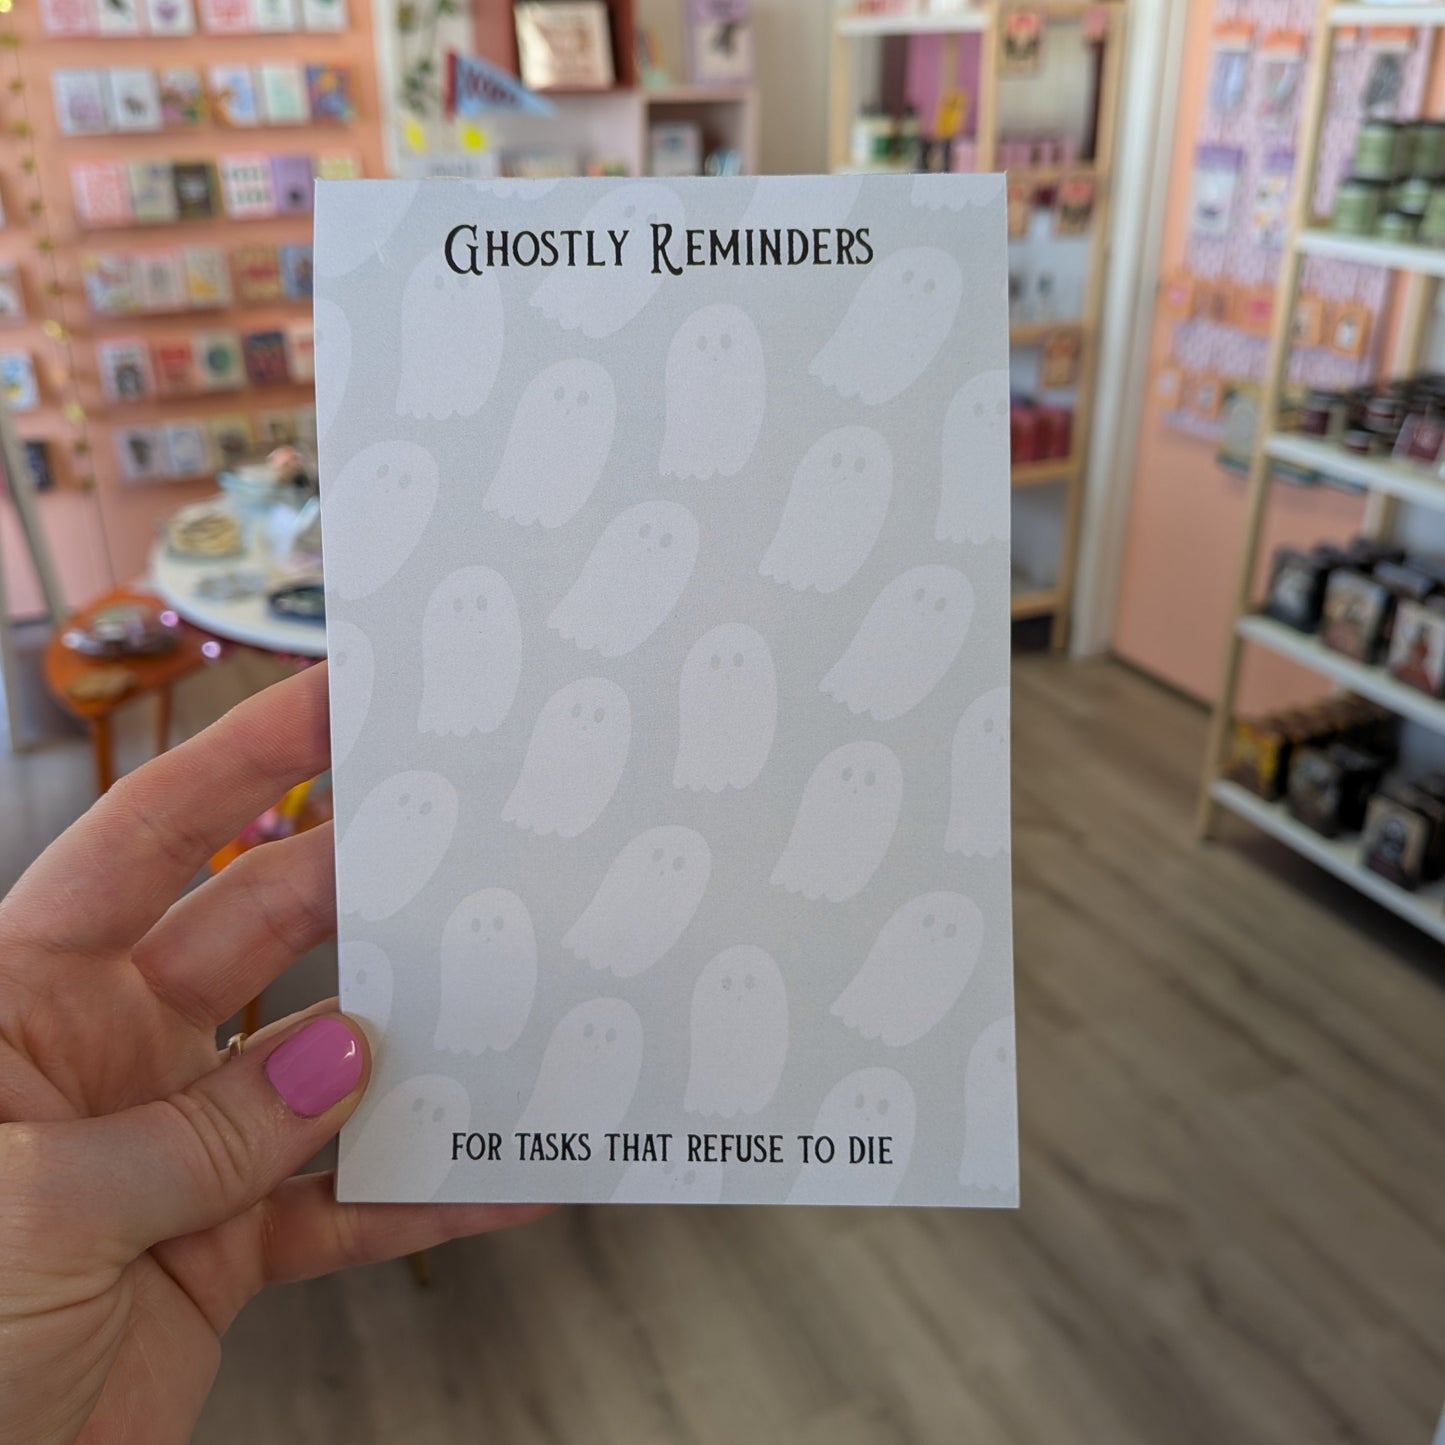 Ghostly Reminders
for tasks that refuse to die